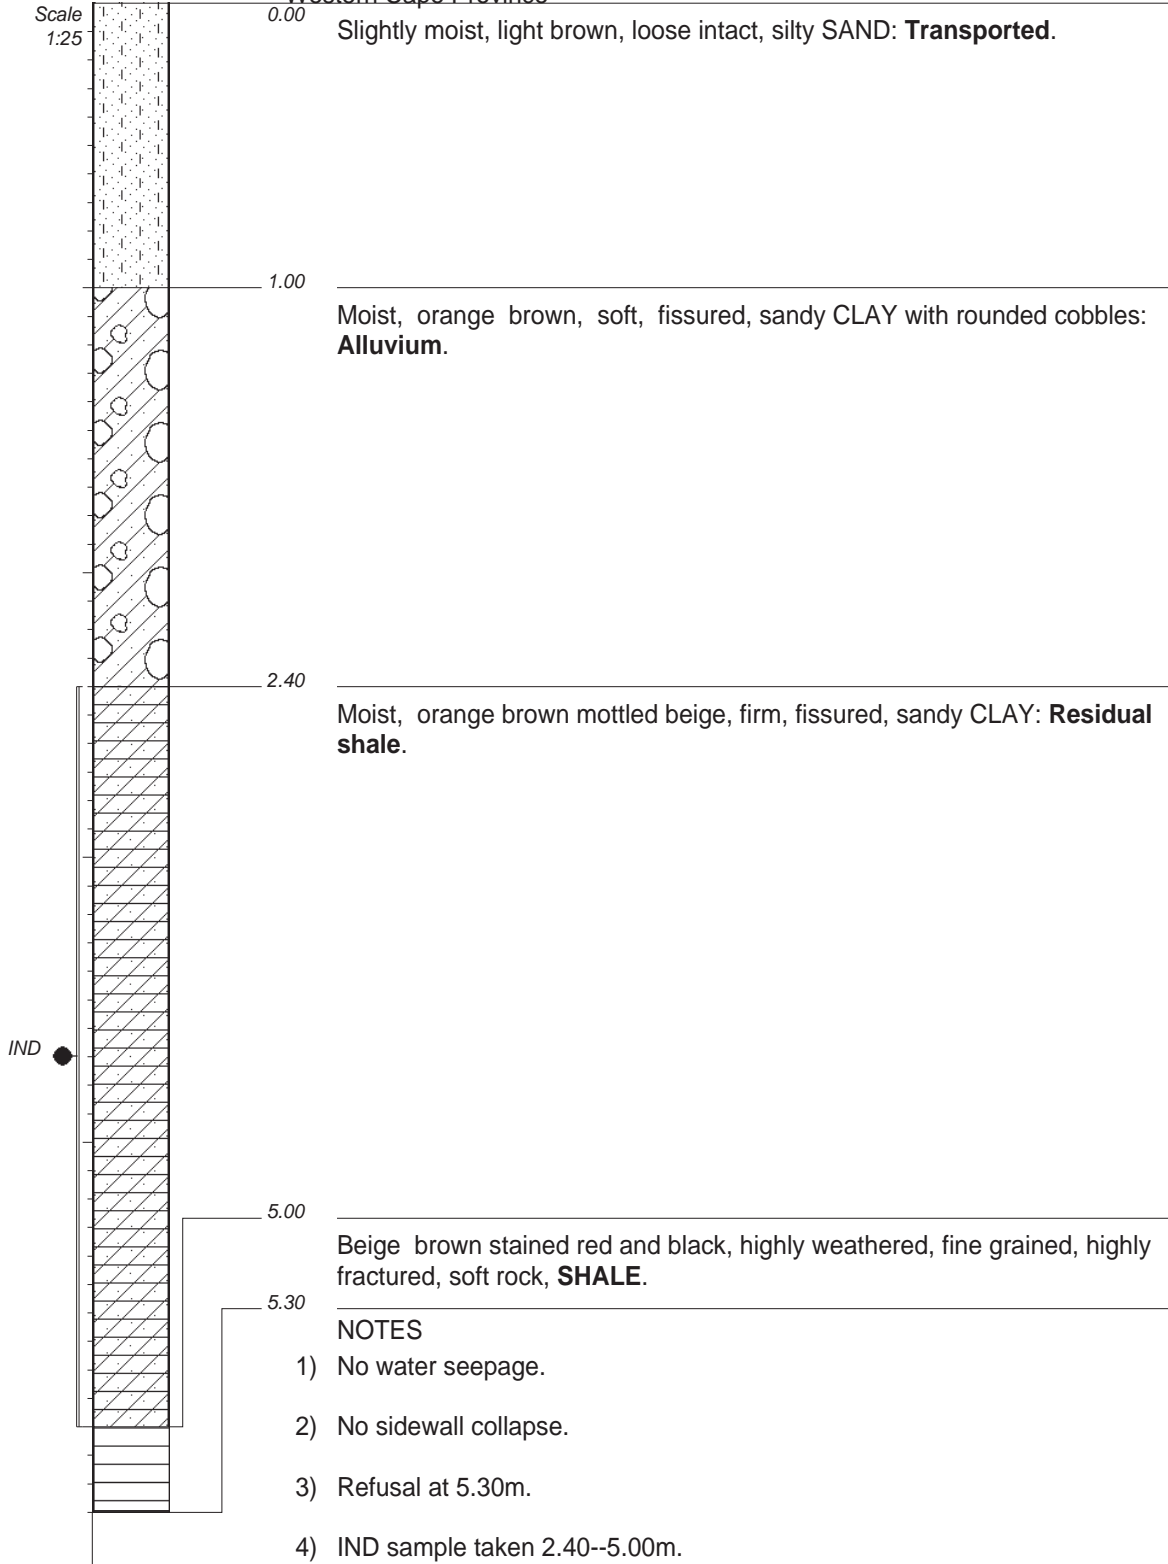 Scale
1:25
0.00
Slightly moist, light brown, loose intact, silty SAND: Transported.
1.00
Moist, orange brown, soft, fissured, sandy CLAY with rounded cobbles:
Alluvium.
2.40
Moist, orange brown mottled beige, firm, fissured, sandy CLAY: Residual
shale.
IND
5.00
Beige brown stained red and black, highly weathered, fine grained, highly
fractured, soft rock, SHALE.
5.30
NOTES
1) No water seepage.
2) No sidewall collapse.
3) Refusal at 5.30m.
4) IND sample taken 2.40--5.00m.